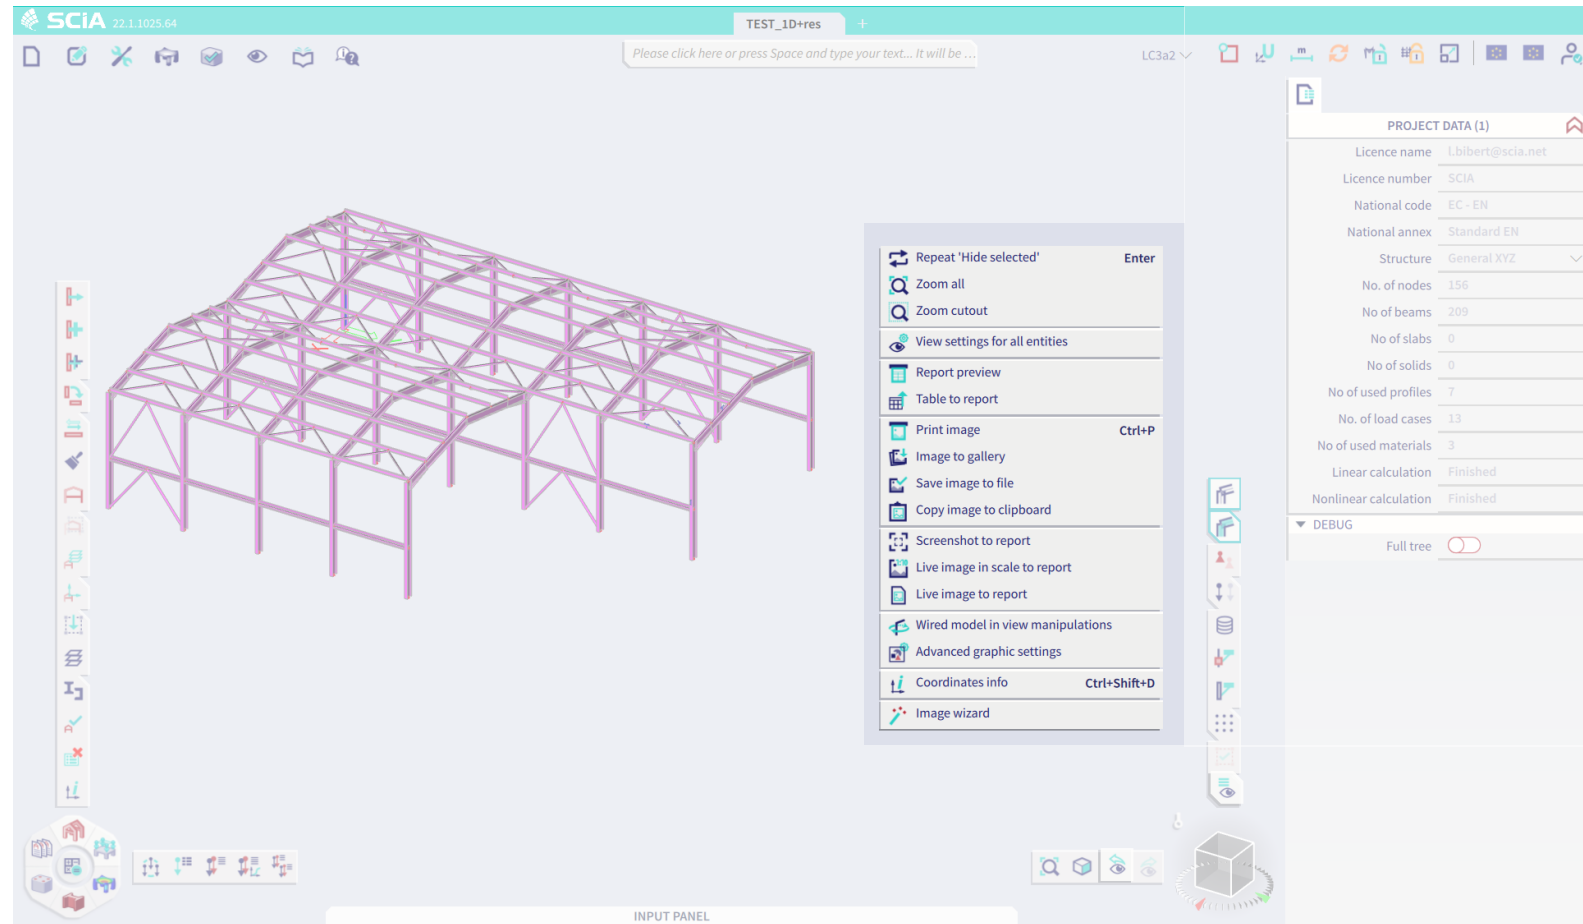 SCiA 22.1.1025.64
TEST_1D+res
Please click here or press Space and type your text... It will be ...
LC3a2
PROJECT DATA (1)
Licence name l.bibert@scia.net
Licence number SCIA
National code EC - EN
National annex Standard EN
Structure General XYZ
No. of nodes 156
No of beams 209
No of slabs 0
No of solids 0
No of used profiles 7
No. of load cases 13
No of used materials 3
Linear calculation Finished
Nonlinear calculation Finished
DEBUG
Full tree
Repeat 'Hide selected' Enter
Zoom all
Zoom cutout
View settings for all entities
Report preview
Table to report
Print image Ctrl+P
Image to gallery
Save image to file
Copy image to clipboard
Screenshot to report
Live image in scale to report
Live image to report
Wired model in view manipulations
Advanced graphic settings
Coordinates info Ctrl+Shift+D
Image wizard
INPUT PANEL